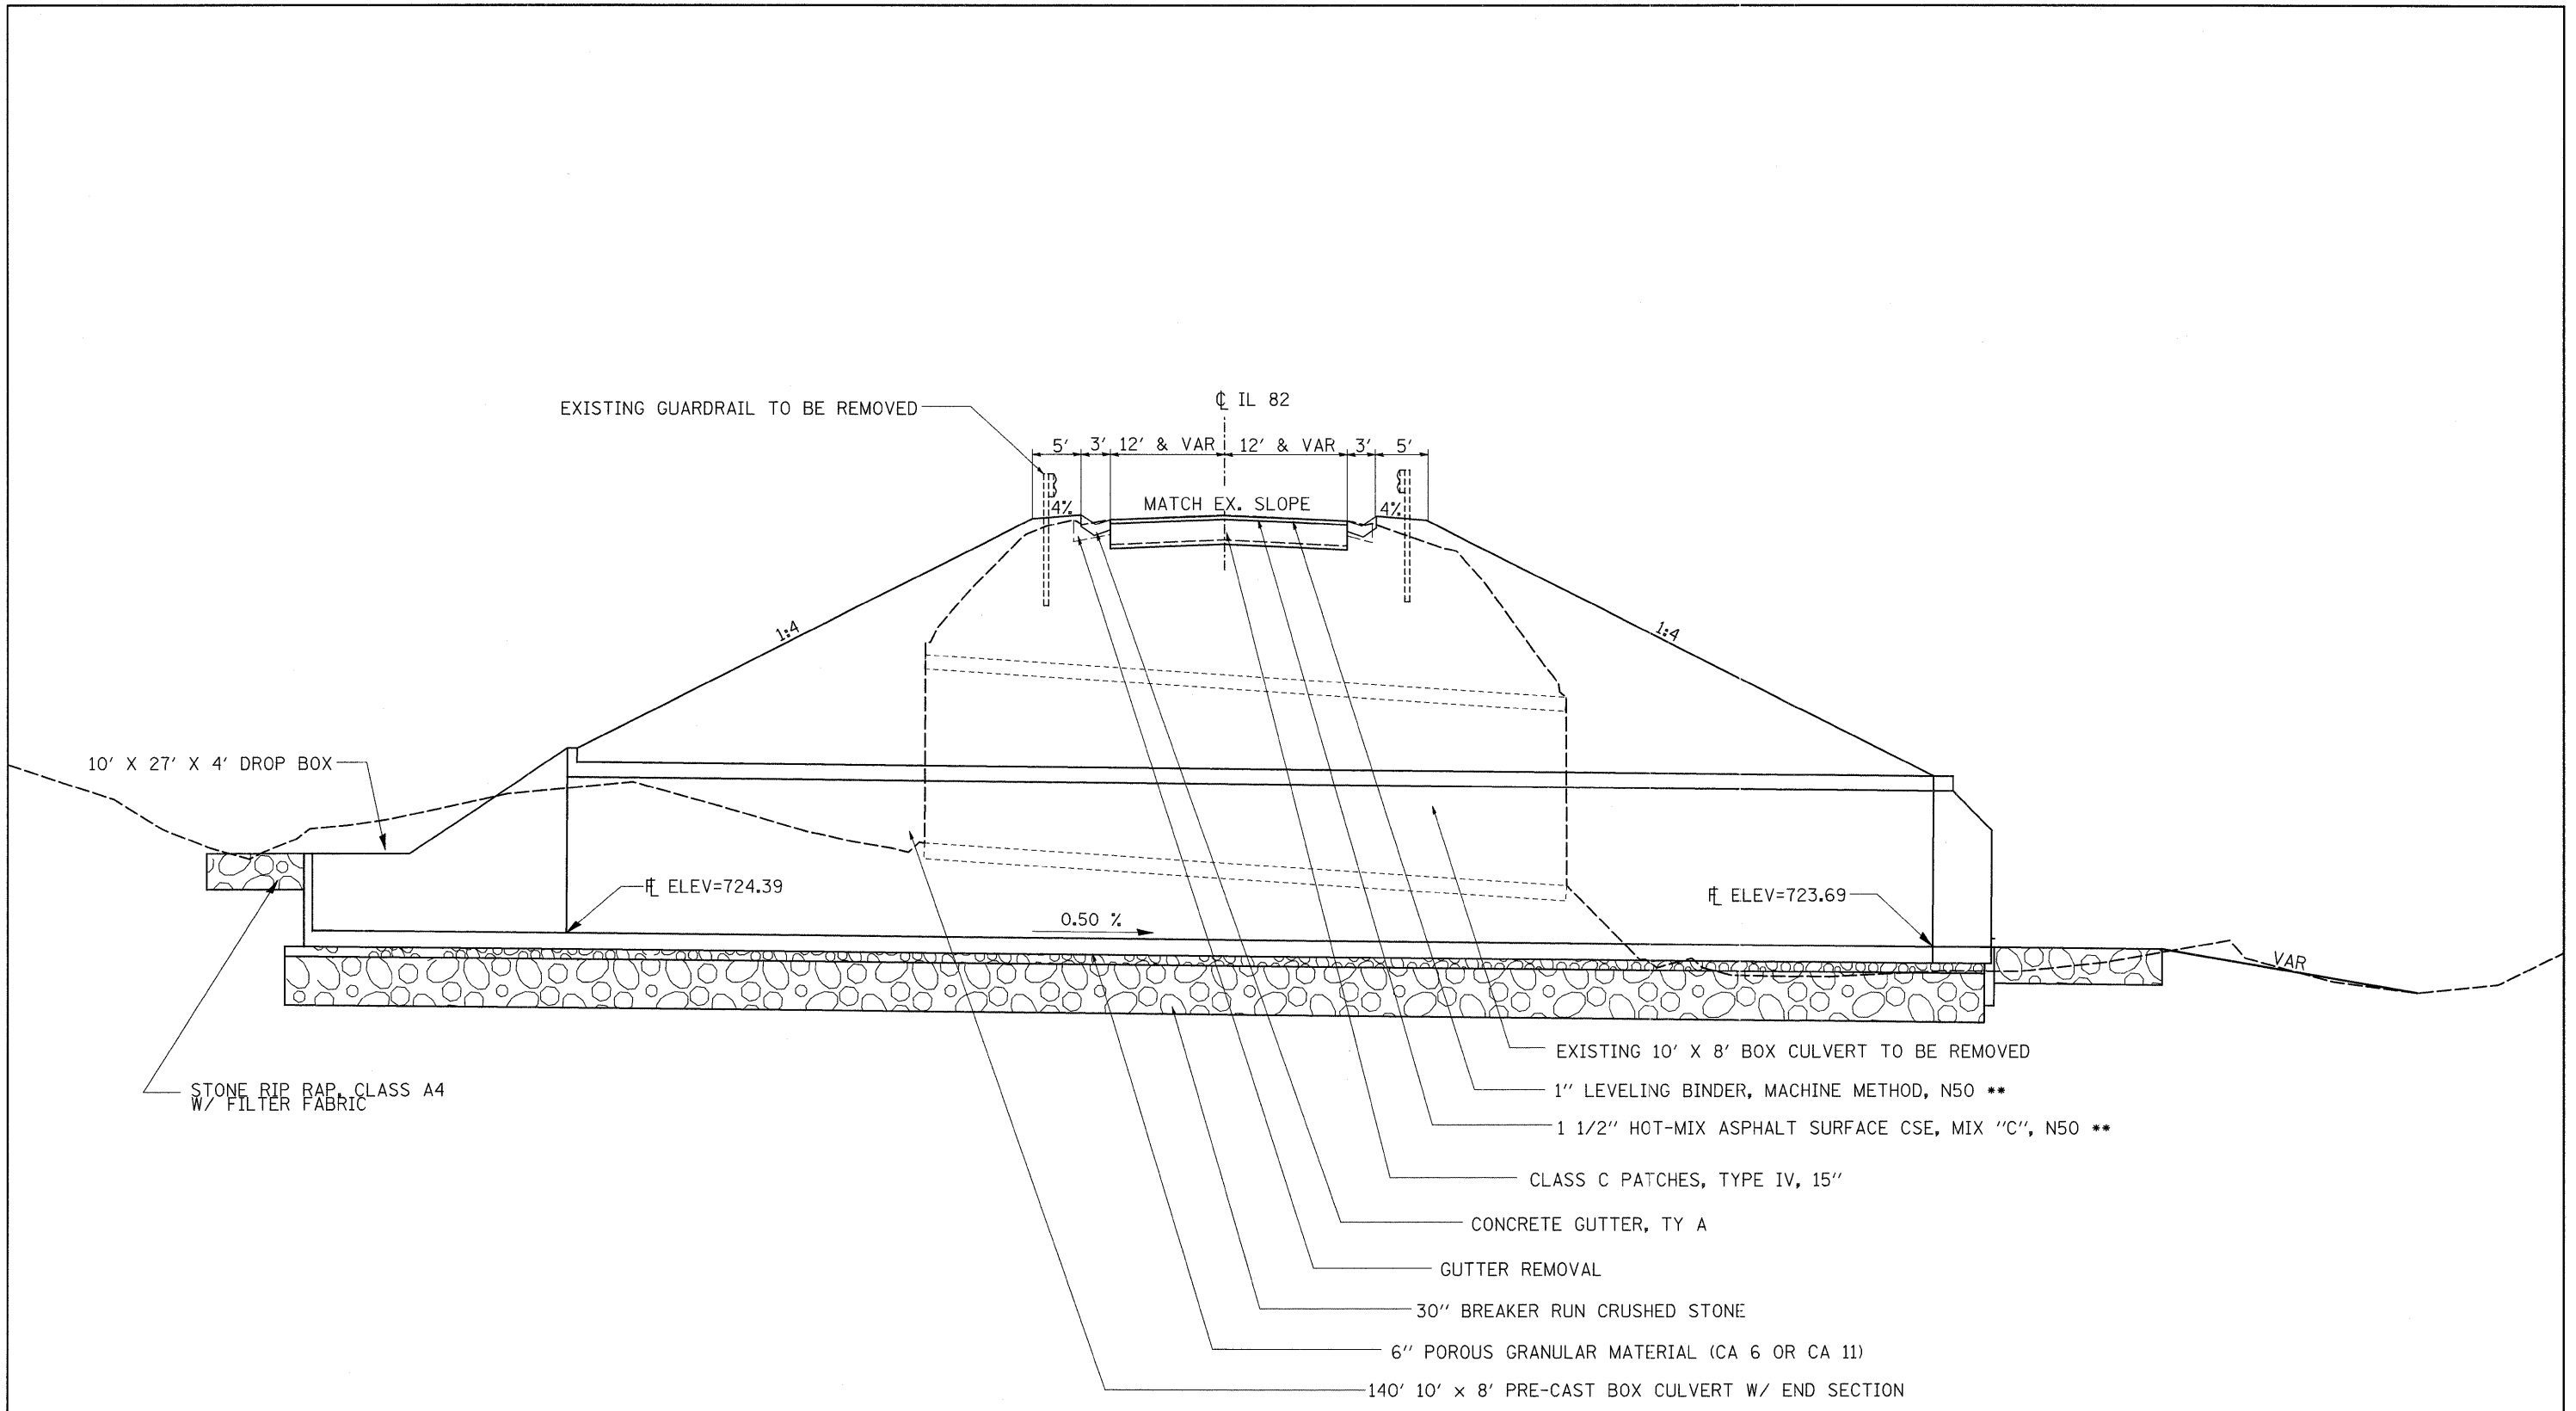 ℄ IL 82
EXISTING GUARDRAIL TO BE REMOVED
5' 3' 12' & VAR 12' & VAR 3' 5'
4% MATCH EX. SLOPE 4%
1:4 1:4
10' X 27' X 4' DROP BOX
FL ELEV=724.39
FL ELEV=723.69
0.50 %
VAR
EXISTING 10' X 8' BOX CULVERT TO BE REMOVED
STONE RIP RAP, CLASS A4
W/ FILTER FABRIC
1" LEVELING BINDER, MACHINE METHOD, N50 **
1 1/2" HOT-MIX ASPHALT SURFACE CSE, MIX "C", N50 **
CLASS C PATCHES, TYPE IV, 15"
CONCRETE GUTTER, TY A
GUTTER REMOVAL
30" BREAKER RUN CRUSHED STONE
6" POROUS GRANULAR MATERIAL (CA 6 OR CA 11)
140' 10' x 8' PRE-CAST BOX CULVERT W/ END SECTION